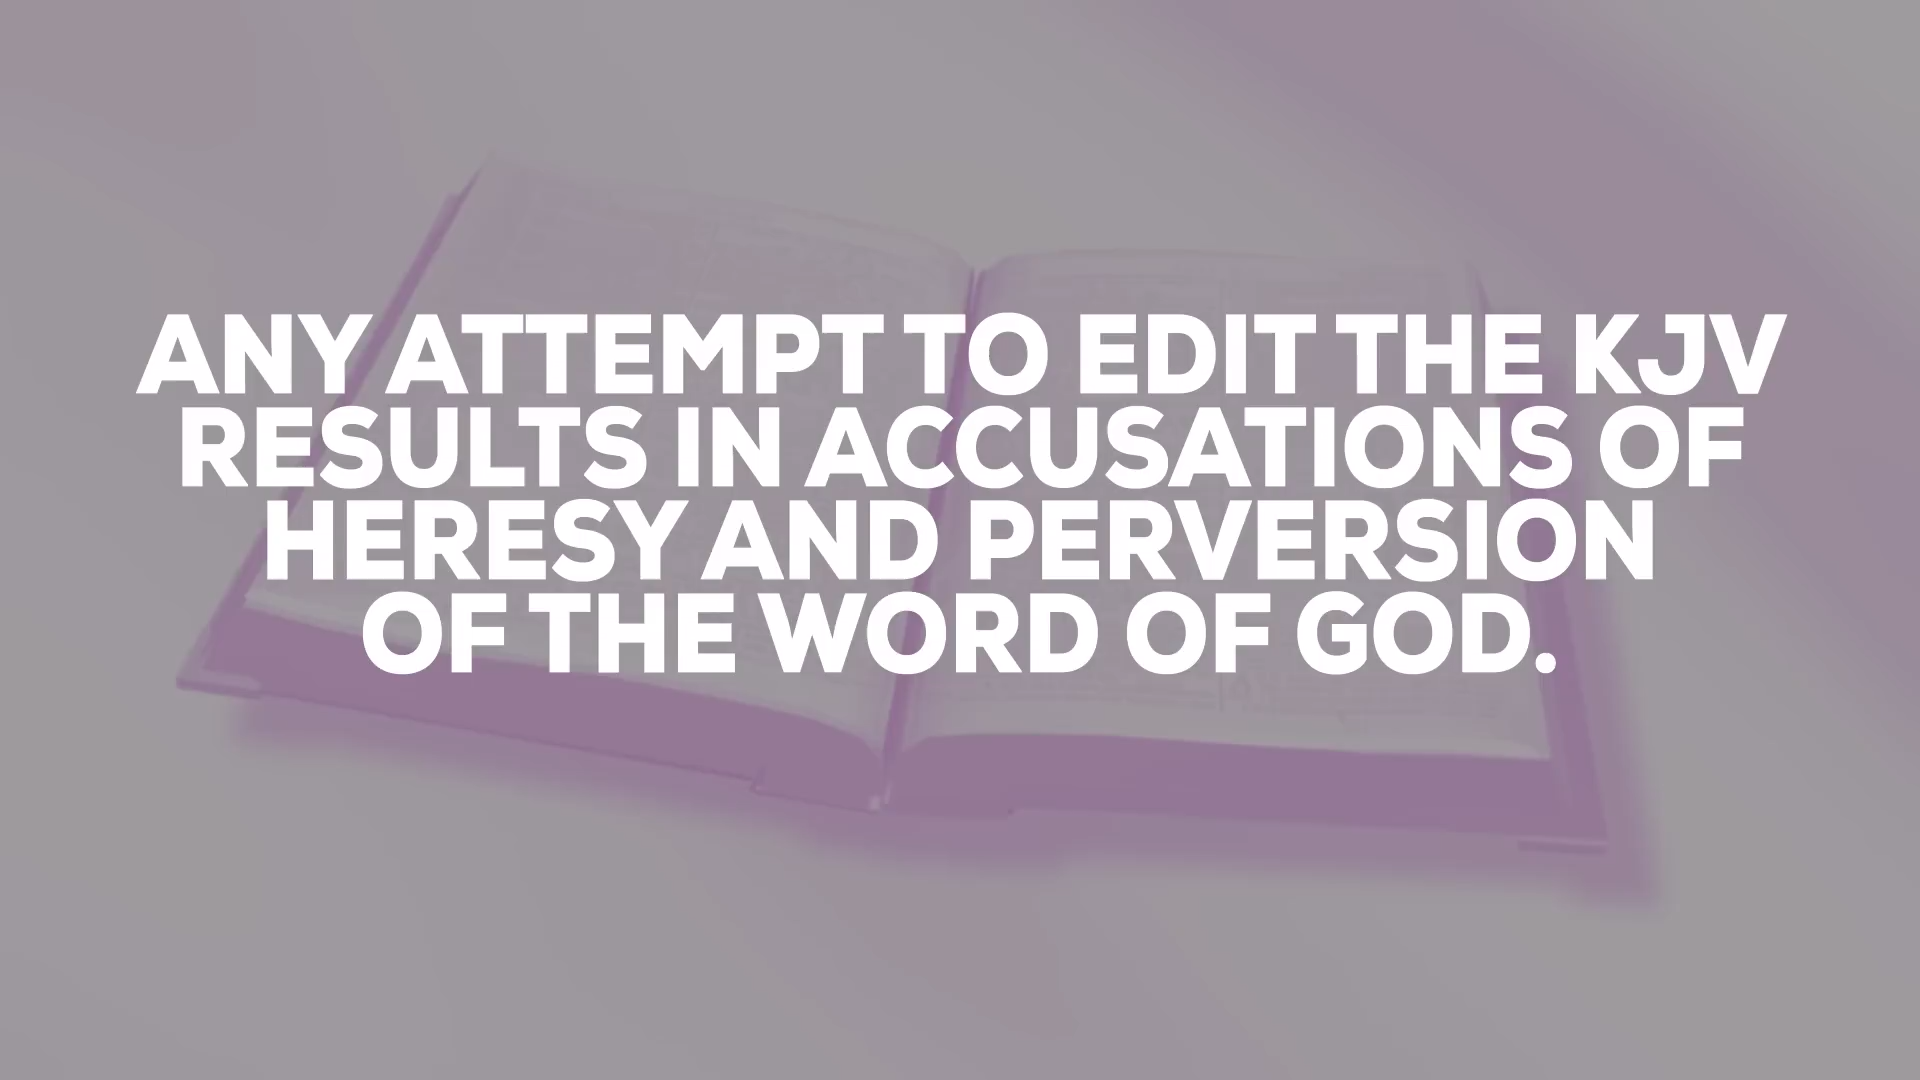 ANY ATTEMPT TO EDIT THE KJV
RESULTS IN ACCUSATIONS OF
HERESY AND PERVERSION
OF THE WORD OF GOD.